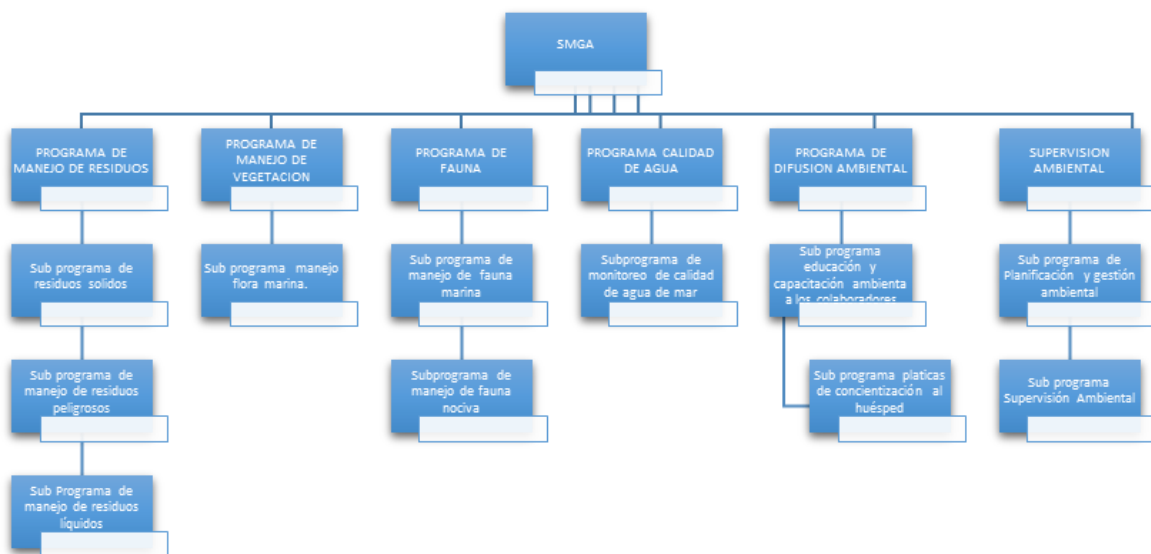 SMGA
PROGRAMA DE
MANEJO DE RESIDUOS
PROGRAMA DE
MANEJO DE
VEGETACION
PROGRAMA DE
FAUNA
PROGRAMA CALIDAD
DE AGUA
PROGRAMA DE
DIFUSION AMBIENTAL
SUPERVISION
AMBIENTAL
Sub programa de
residuos solidos
Sub programa manejo
flora marina.
Sub programa de
manejo de fauna
marina
Subprograma de
monitoreo de calidad
de agua de mar
Sub programa
educación y
capacitación ambienta
a los colaboradores
Sub programa de
Planificación y gestión
ambiental
Sub programa de
manejo de residuos
peligrosos
Subprograma de
manejo de fauna
nociva
Sub programa platicas
de concientización al
huésped
Sub programa
Supervisión Ambiental
Sub Programa de
manejo de residuos
líquidos